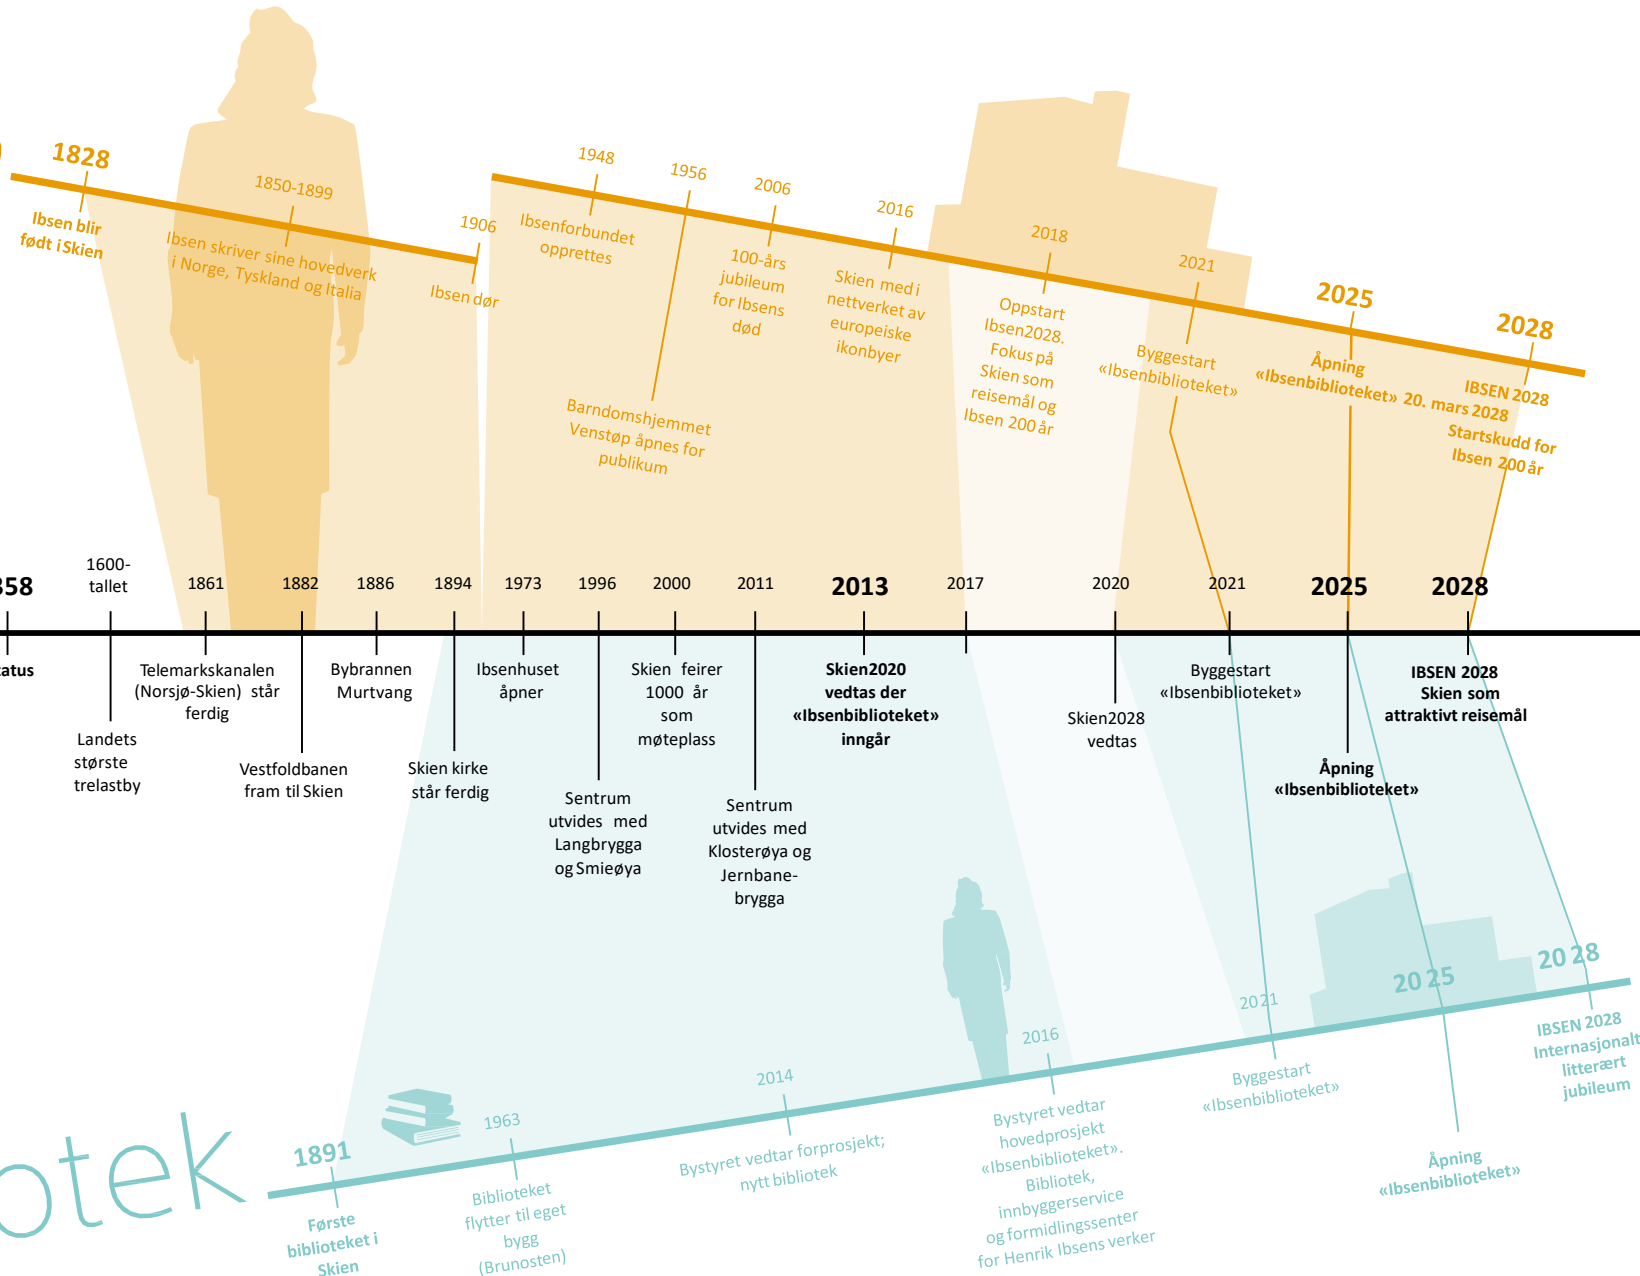 1828
Ibsen blir
født i Skien
1850-1899
Ibsen skriver sine hovedverk
i Norge, Tyskland og Italia
1906
Ibsen dør
1948
Ibsenforbundet
opprettes
1956
Barndomshjemmet
Venstøp åpnes for
publikum
2006
100-års
jubileum
for Ibsens
død
2016
Skien med i
nettverket av
europeiske
ikonbyer
2018
Oppstart
Ibsen2028.
Fokus på
Skien som
reisemål og
Ibsen 200 år
2021
Byggestart
«Ibsenbiblioteket»
2025
Åpning
«Ibsenbiblioteket»
2028
IBSEN 2028
20. mars 2028
Startskudd for
Ibsen 200 år
358
tatus
1600-
tallet
Landets
største
trelastby
1861
Telemarkskanalen
(Norsjø-Skien) står
ferdig
1882
Vestfoldbanen
fram til Skien
1886
Bybrannen
Murtvang
1894
Skien kirke
står ferdig
1973
Ibsenhuset
åpner
1996
Sentrum
utvides med
Langbrygga
og Smieøya
2000
Skien feirer
1000 år
som
møteplass
2011
Sentrum
utvides med
Klosterøya og
Jernbane-
brygga
2013
Skien2020
vedtas der
«Ibsenbiblioteket»
inngår
2017
2020
Skien2028
vedtas
2021
Byggestart
«Ibsenbiblioteket»
2025
Åpning
«Ibsenbiblioteket»
2028
IBSEN 2028
Skien som
attraktivt reisemål
otek
1891
Første
biblioteket i
Skien
1963
Biblioteket
flytter til eget
bygg
(Brunosten)
2014
Bystyret vedtar forprosjekt;
nytt bibliotek
2016
Bystyret vedtar
hovedprosjekt
«Ibsenbiblioteket».
Bibliotek,
innbyggerservice
og formidlingssenter
for Henrik Ibsens verker
2021
Byggestart
«Ibsenbiblioteket»
2025
Åpning
«Ibsenbiblioteket»
2028
IBSEN 2028
Internasjonalt
litterært
jubileum